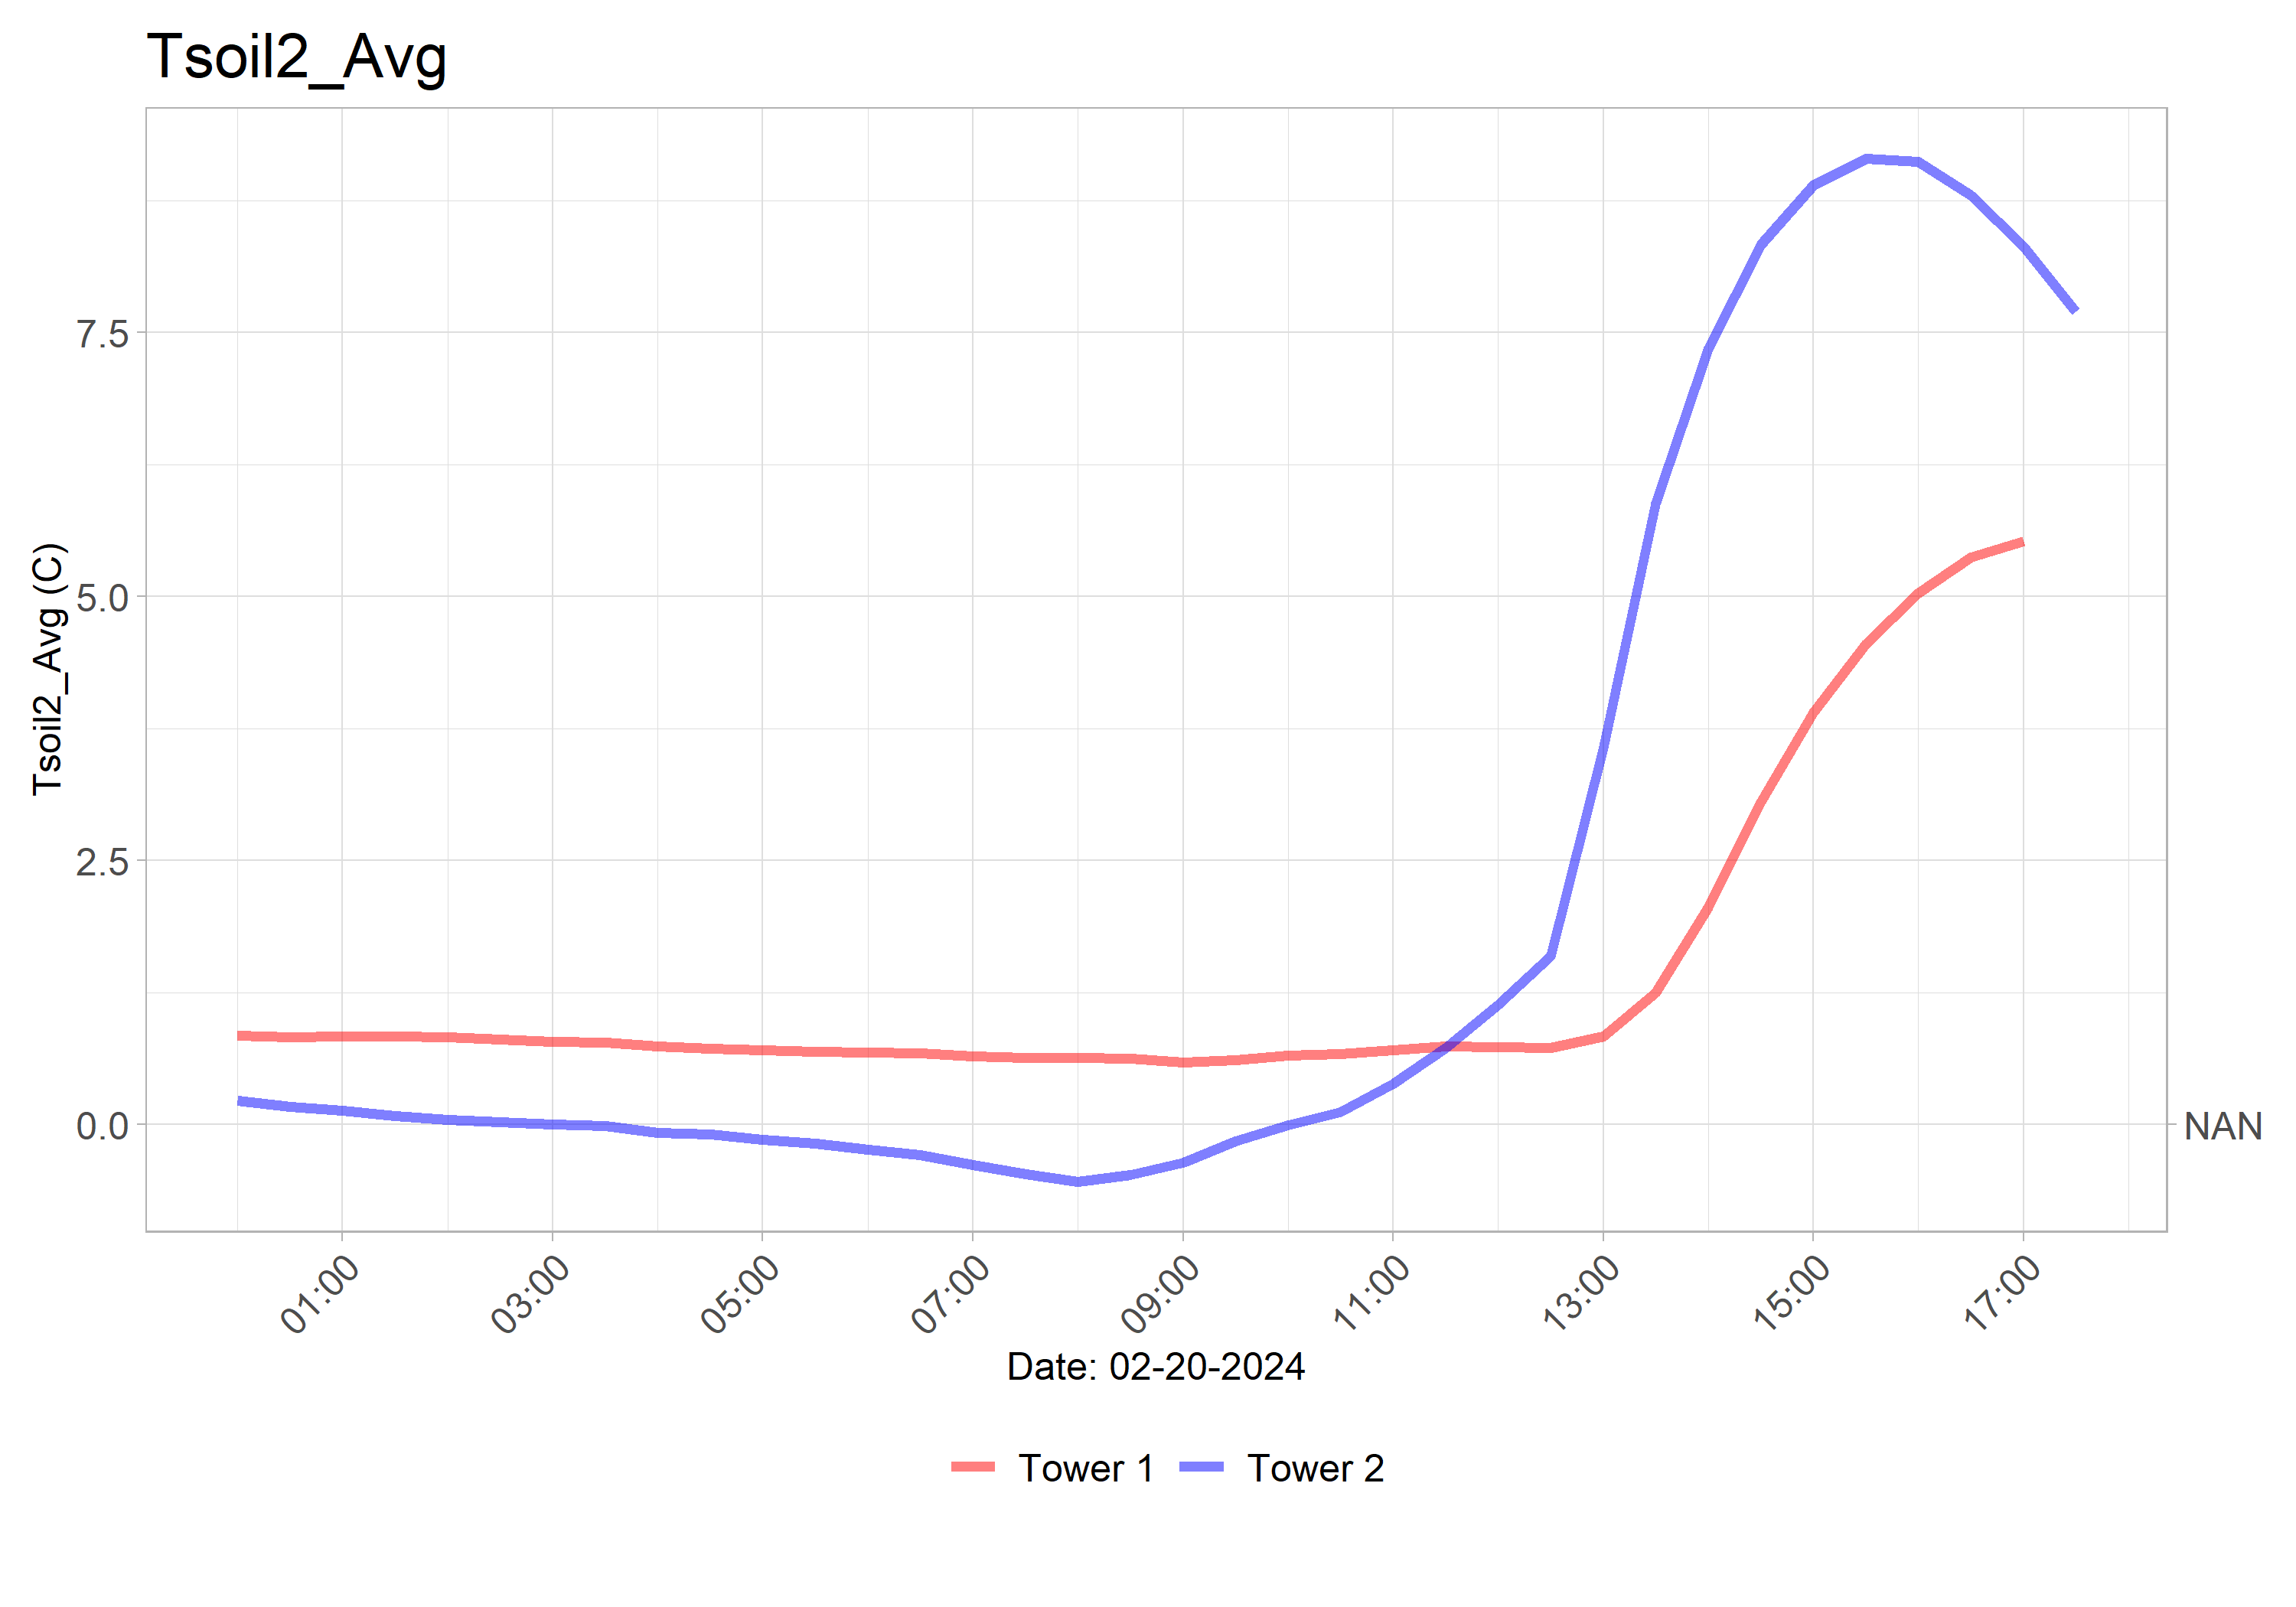 Tsoil2_Avg
Tsoil2_Avg (C)
7.5
5.0
2.5
0.0
NAN
01:00 03:00 05:00 07:00 09:00 11:00 13:00 15:00 17:00
Date: 02-20-2024
Tower 1 Tower 2